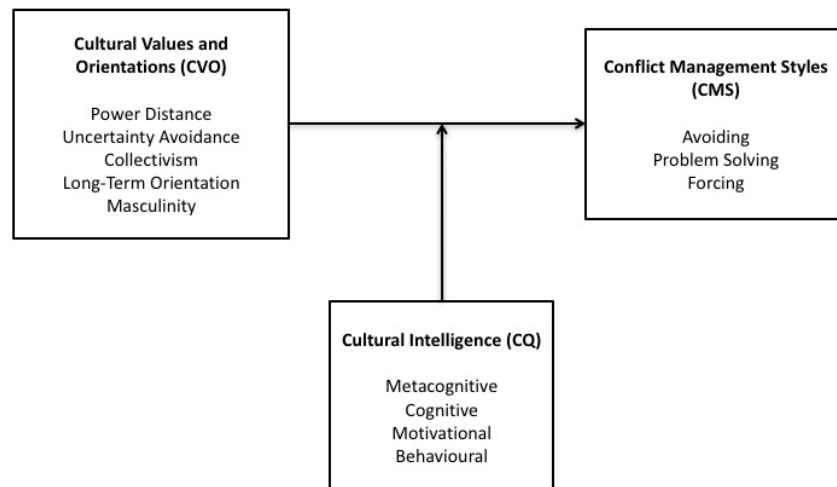 Cultural Values and
Orientations (CVO)
Power Distance
Uncertainty Avoidance
Collectivism
Long-Term Orientation
Masculinity
Conflict Management Styles
(CMS)
Avoiding
Problem Solving
Forcing
Cultural Intelligence (CQ)
Metacognitive
Cognitive
Motivational
Behavioural